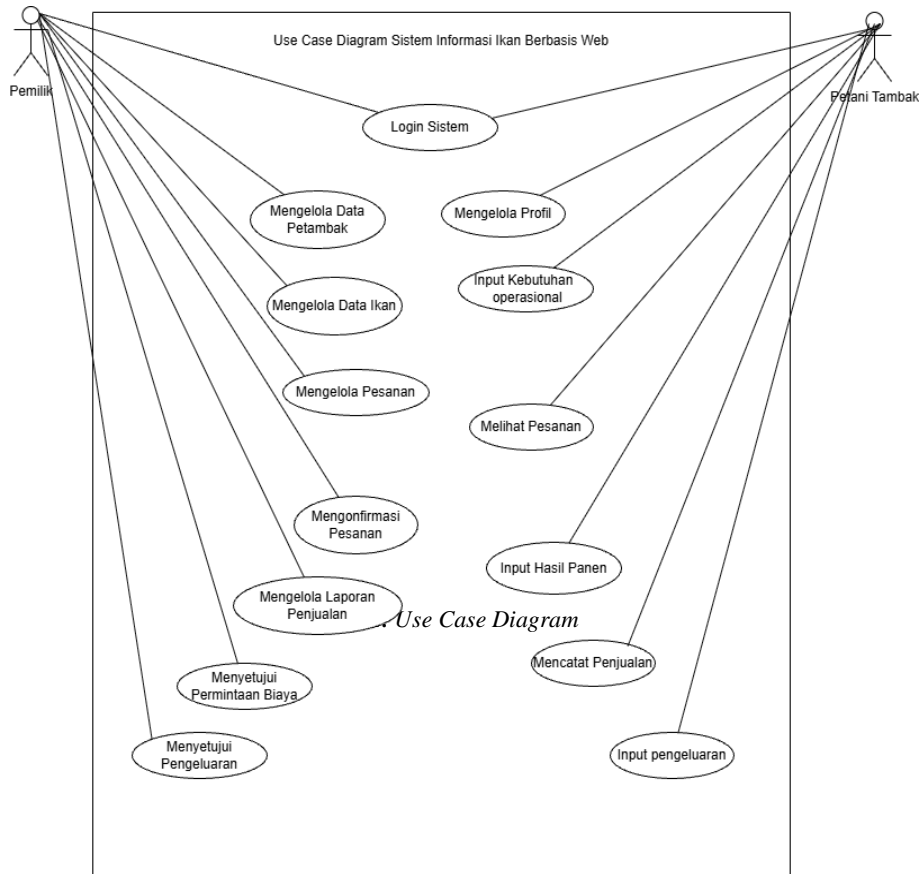 Use Case Diagram Sistem Informasi Ikan Berbasis Web
Pemilik
Petani Tambak
Login Sistem
Mengelola Data
Petambak
Mengelola Profil
Input Kebutuhan
operasional
Mengelola Data Ikan
Mengelola Pesanan
Melihat Pesanan
Mengonfirmasi
Pesanan
Input Hasil Panen
Mengelola Laporan
Penjualan
. Use Case Diagram
Mencatat Penjualan
Menyetujui
Permintaan Biaya
Menyetujui
Pengeluaran
Input pengeluaran